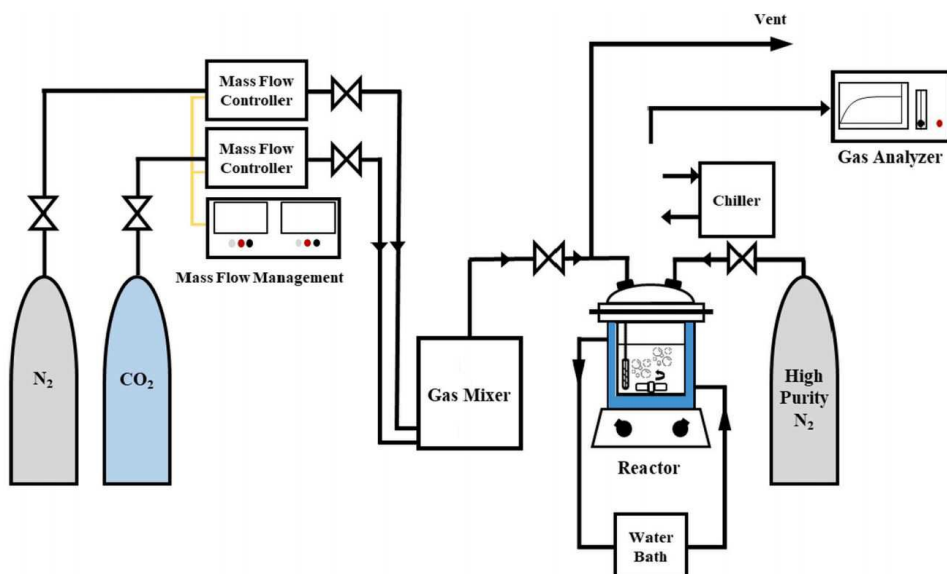 Vent
Mass Flow
Controller
Mass Flow
Controller
Gas Analyzer
Chiller
Mass Flow Management
N₂
CO₂
Gas Mixer
High
Purity
N₂
Reactor
Water
Bath